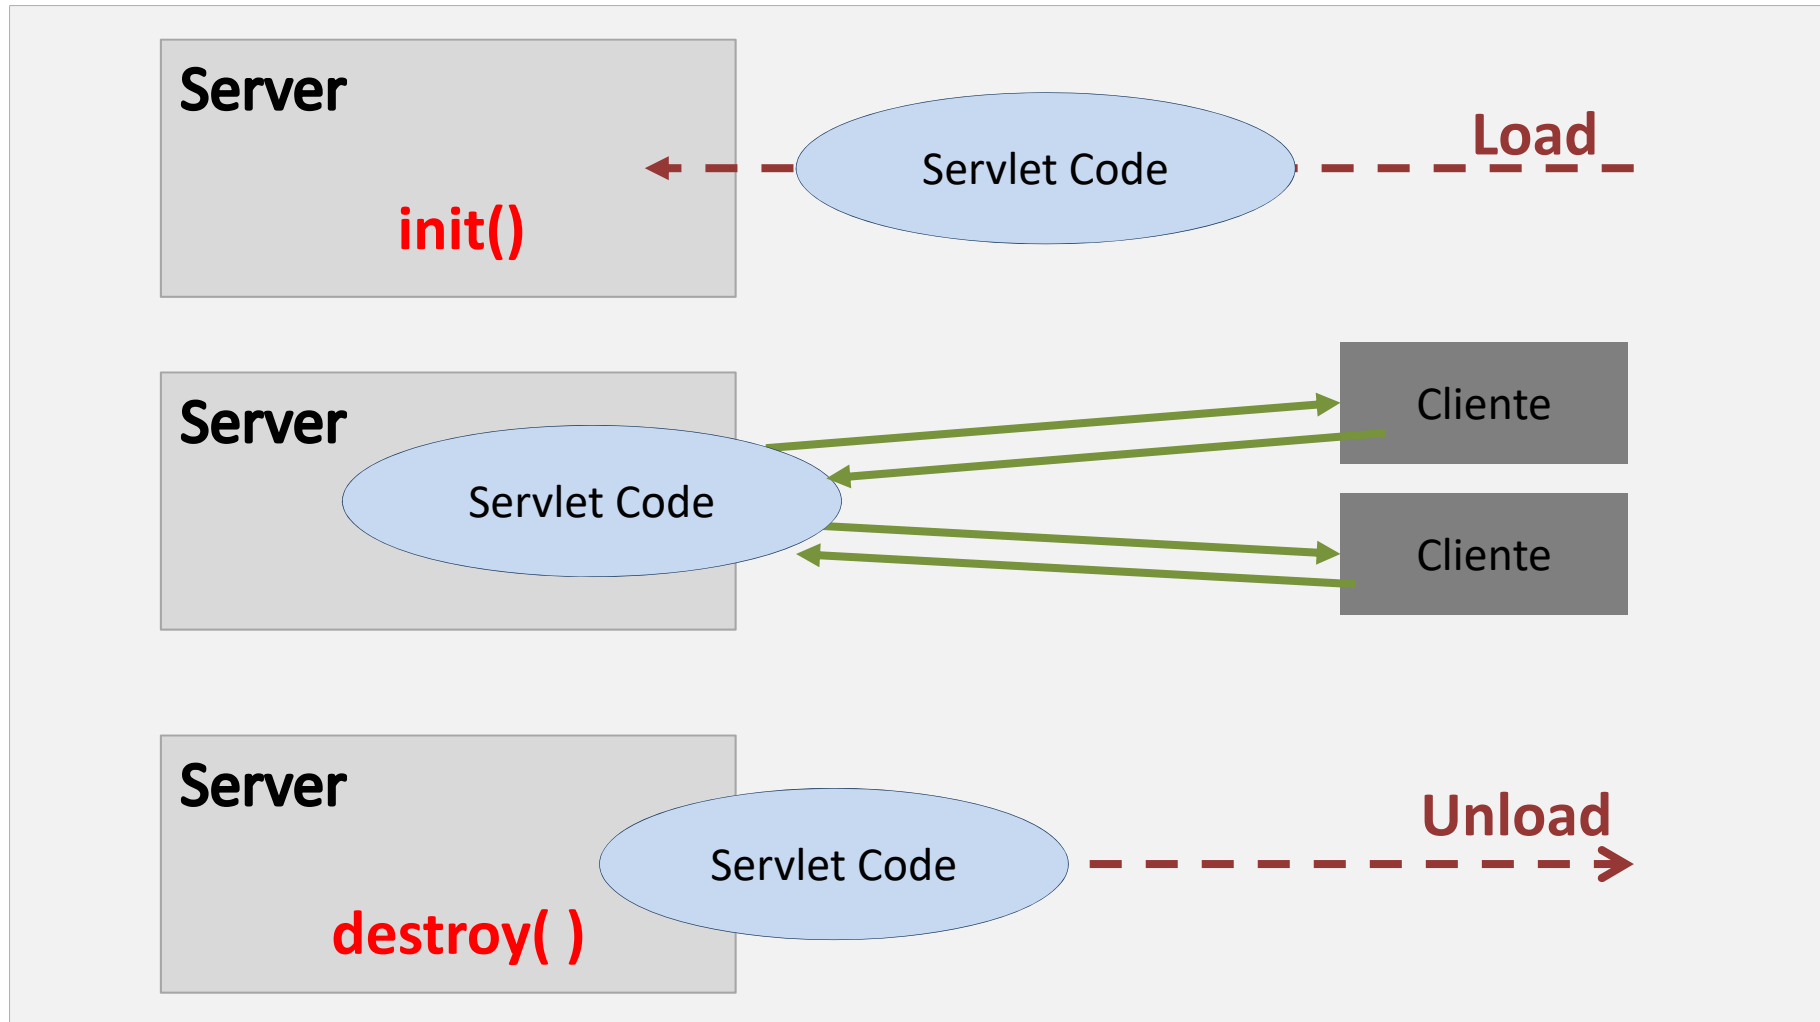 Server
Servlet Code
Load
init()
Server
Servlet Code
Cliente
Cliente
Server
Servlet Code
Unload
destroy( )